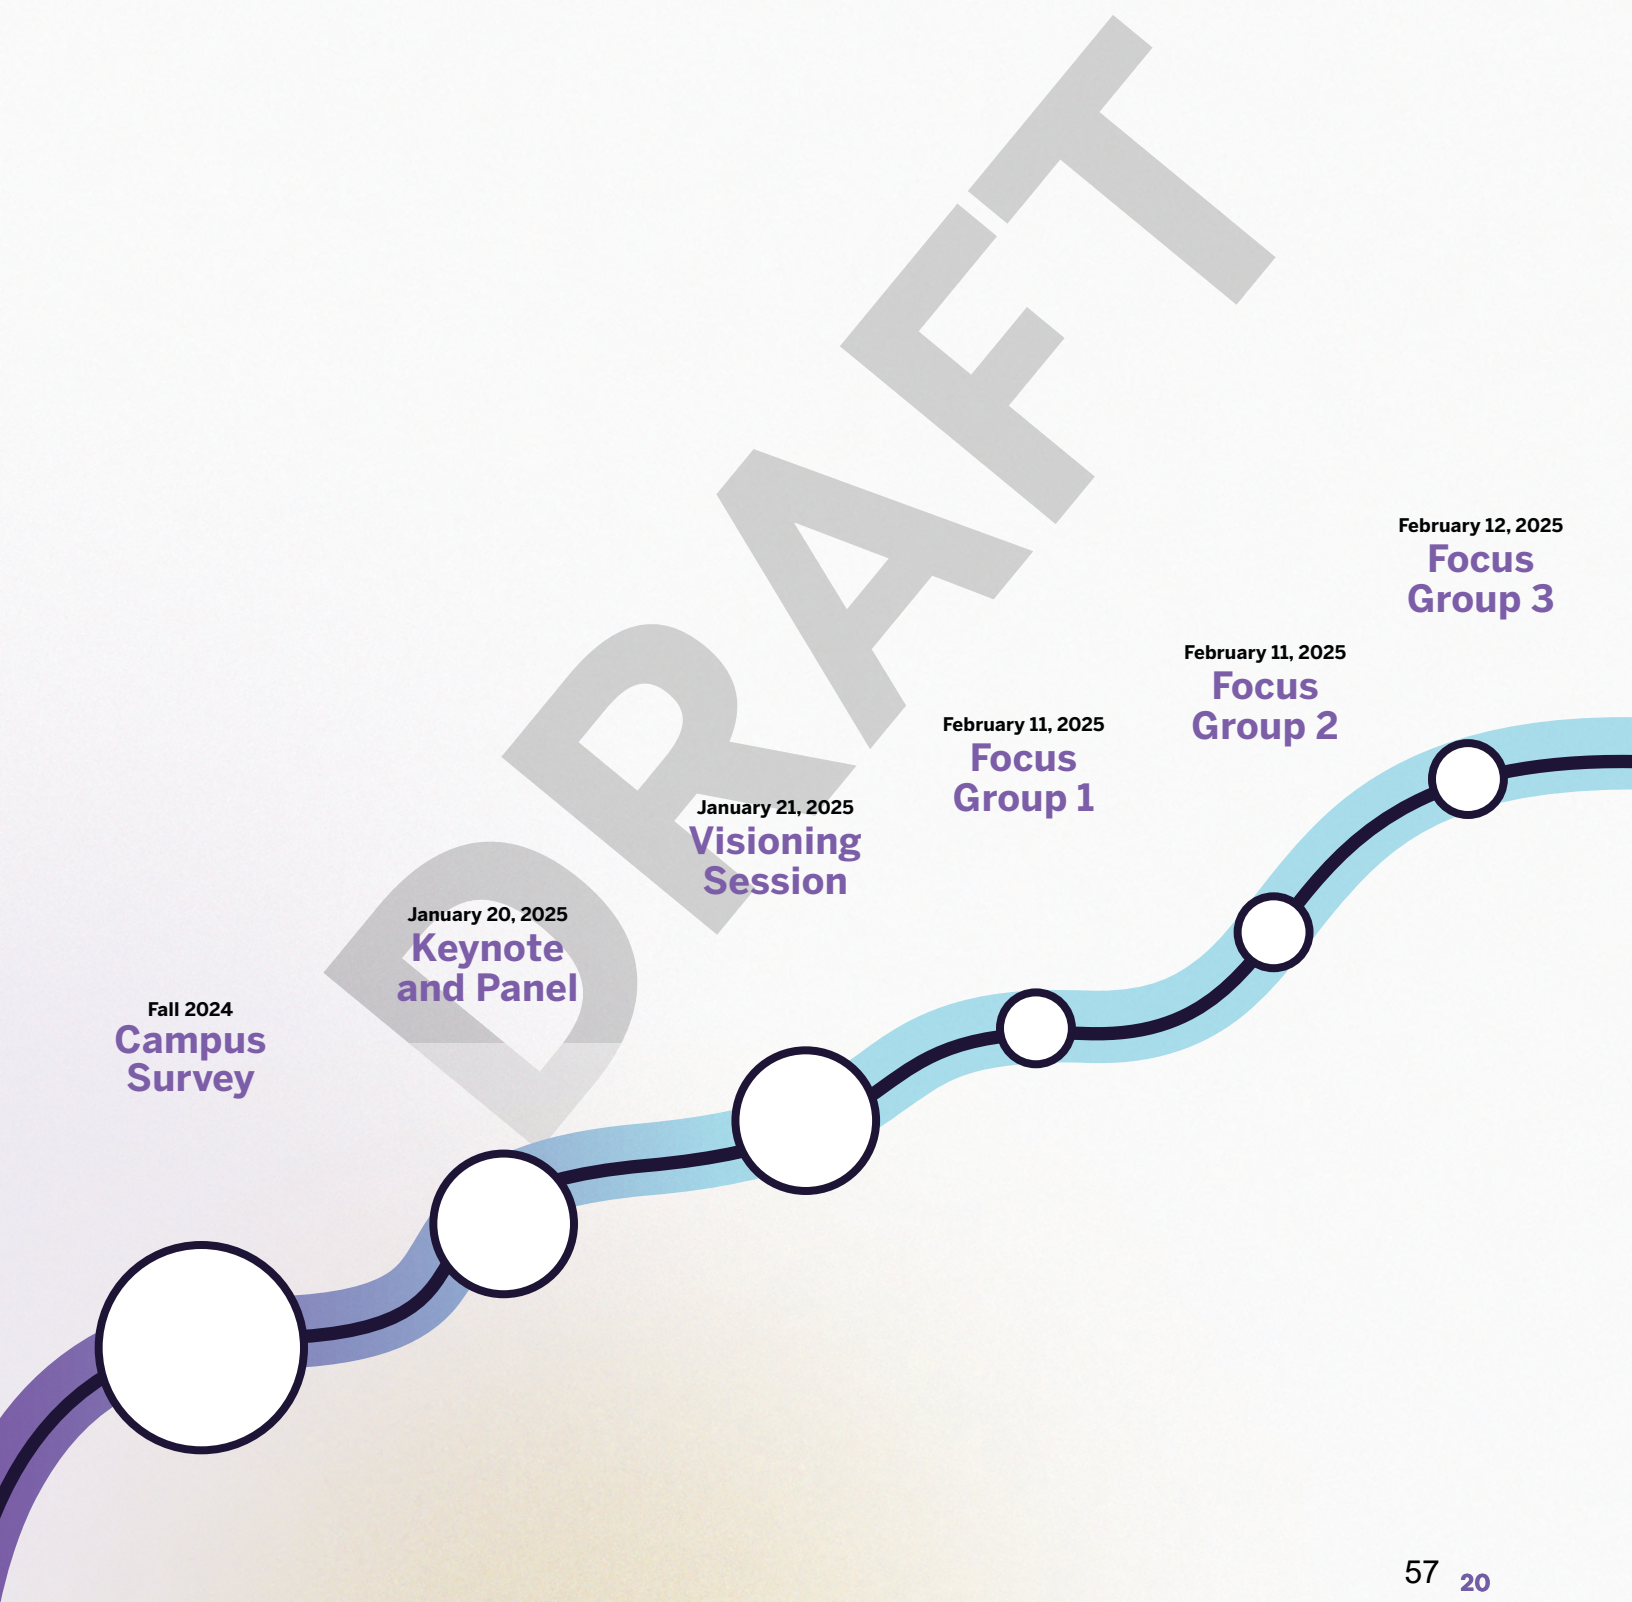 DRAFT
Fall 2024
Campus
Survey
January 20, 2025
Keynote
and Panel
January 21, 2025
Visioning
Session
February 11, 2025
Focus
Group 1
February 11, 2025
Focus
Group 2
February 12, 2025
Focus
Group 3
57
20